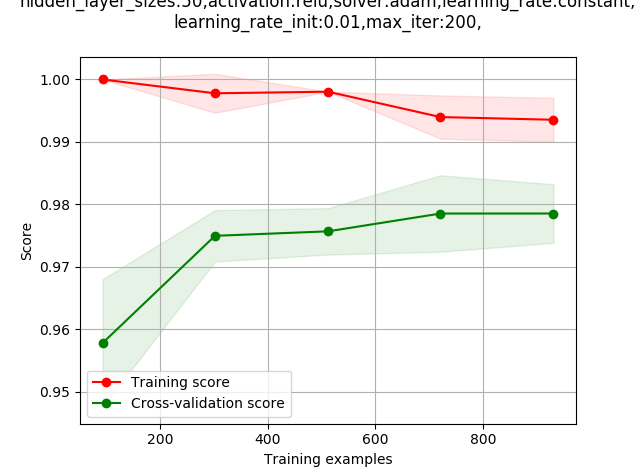 hidden_layer_sizes:50,activation:relu,solver:adam,learning_rate:constant,
learning_rate_init:0.01,max_iter:200,
1.00
0.99
0.98
0.97
0.96
0.95
Score
Training score
Cross-validation score
200
400
600
800
Training examples